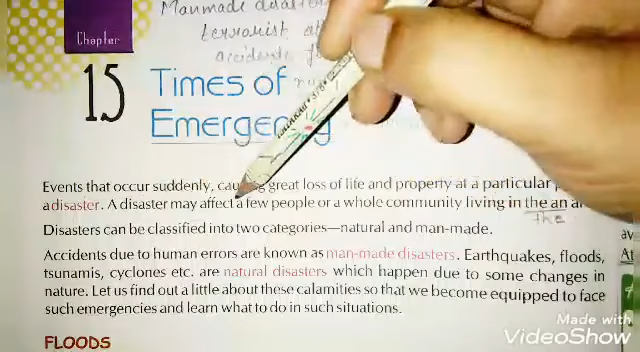 Manmade disaster
terrorist at
accidents
Chapter
15
Times of
Emergency
Events that occur suddenly, causing great loss of life and property at a particular
a disaster. A disaster may affect a few people or a whole community living in the an ar
the
Disasters can be classified into two categories—natural and man-made.
Accidents due to human errors are known as man-made disasters. Earthquakes, floods,
tsunamis, cyclones etc. are natural disasters which happen due to some changes in
nature. Let us find out a little about these calamities so that we become equipped to face
such emergencies and learn what to do in such situations.
FLOODS
av
At
Made with
VideoShow